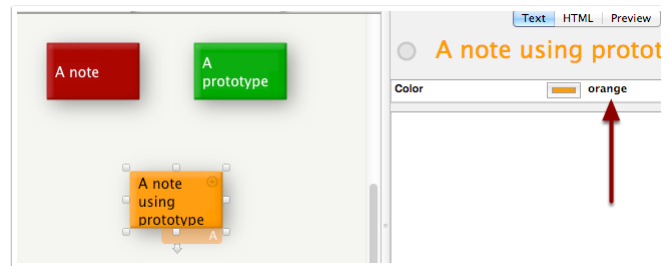 Text HTML Preview
A note
A
prototype
A note using protot
Color orange
A note
using
prototype
A